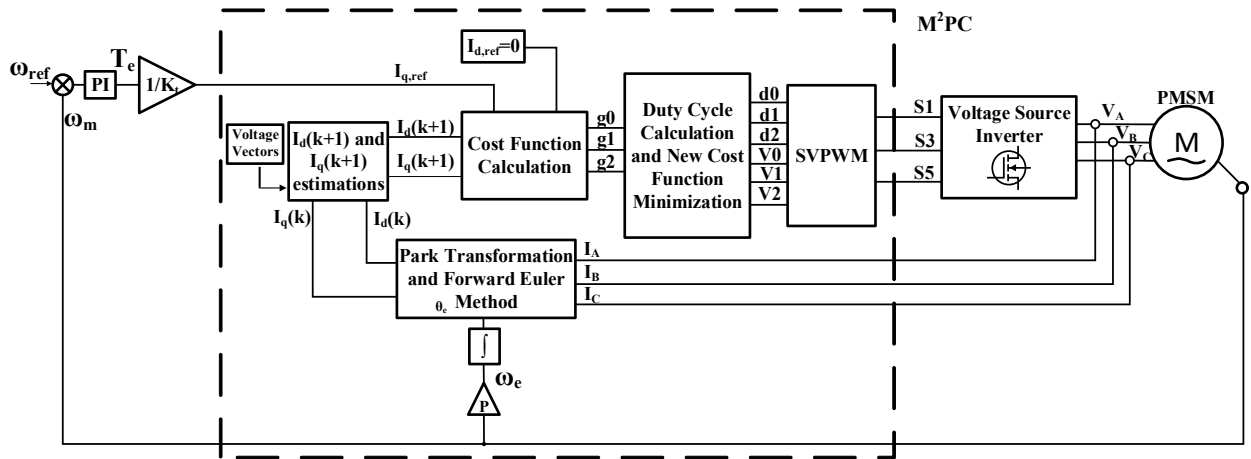 M²PC
ω_ref
ω_m
PI
T_e
1/K_t
I_q,ref
I_d,ref=0
Voltage
Vectors
I_d(k+1) and
I_q(k+1)
estimations
I_d(k+1)
I_q(k+1)
I_q(k)
I_d(k)
Cost Function
Calculation
g0
g1
g2
Duty Cycle
Calculation
and New Cost
Function
Minimization
d0
d1
d2
V0
V1
V2
SVPWM
S1
S3
S5
Voltage Source
Inverter
V_A
V_B
V_C
PMSM
M
Park Transformation
and Forward Euler
θ_e Method
I_A
I_B
I_C
∫
ω_e
P